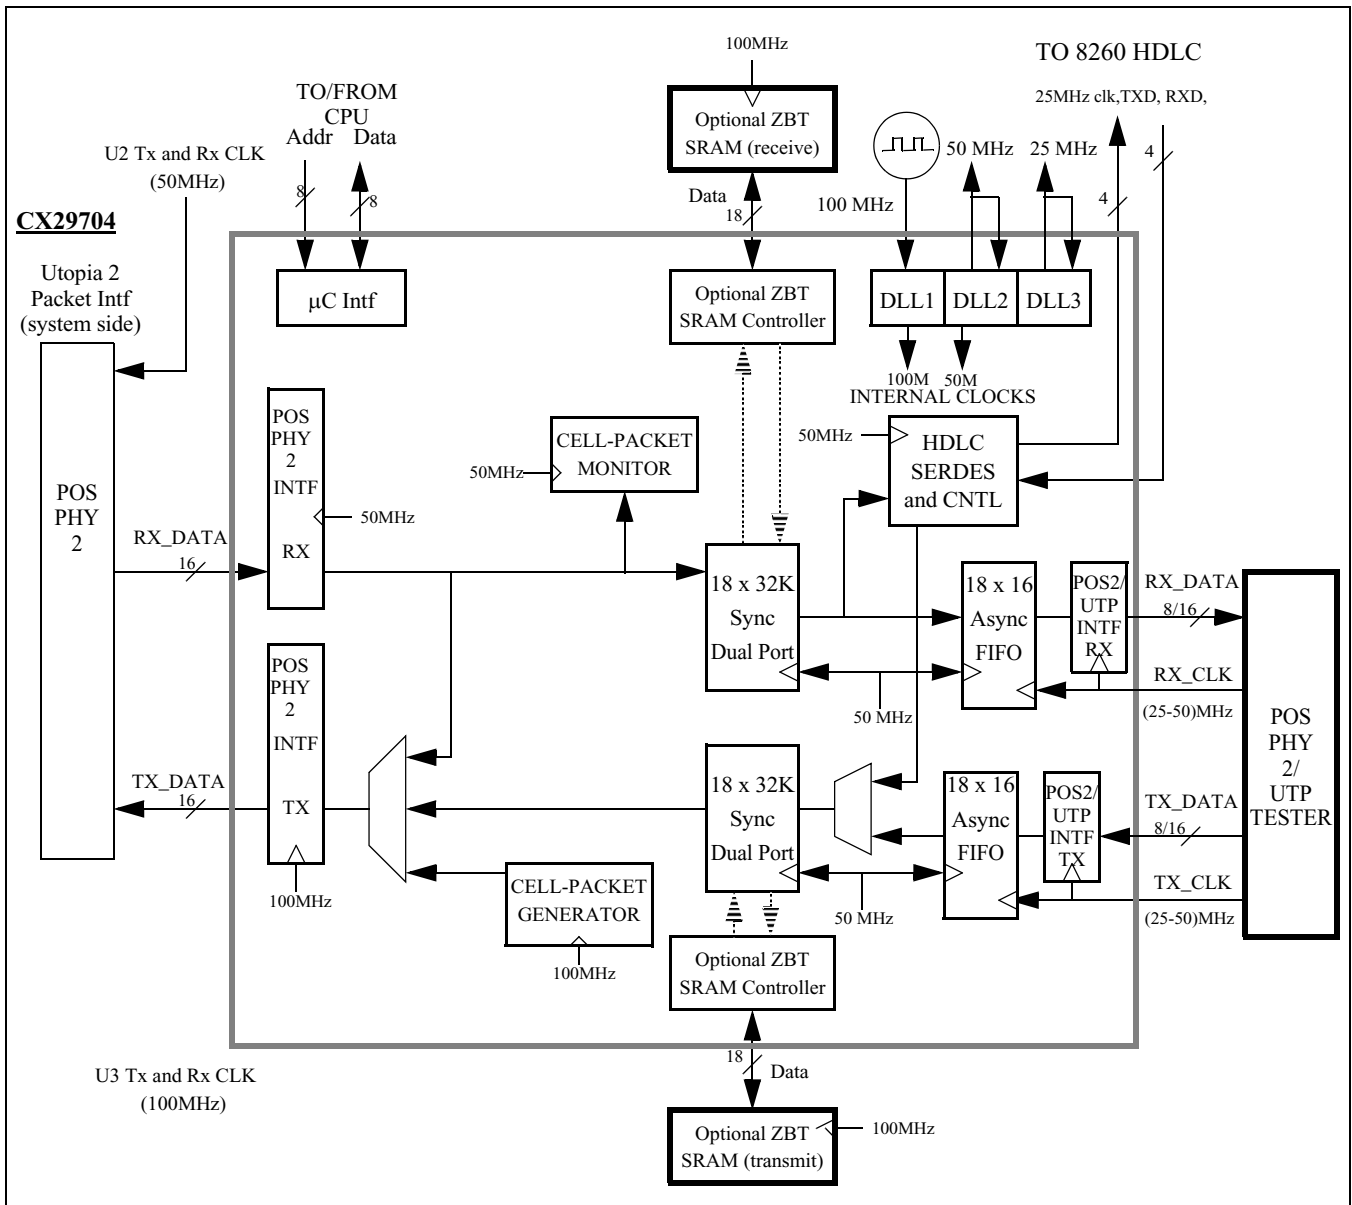 100MHz
TO 8260 HDLC
TO/FROM
CPU
Addr Data
25MHz clk,TXD, RXD,
Optional ZBT
SRAM (receive)
U2 Tx and Rx CLK
(50MHz)
50 MHz
25 MHz
4
8
8
Data
18
100 MHz
4
CX29704
Utopia 2
Packet Intf
(system side)
µC Intf
Optional ZBT
SRAM Controller
DLL1
DLL2
DLL3
100M
50M
INTERNAL CLOCKS
POS
PHY
2
INTF
RX
50MHz
CELL-PACKET
MONITOR
50MHz
50MHz
HDLC
SERDES
and CNTL
POS
PHY
2
RX_DATA
16
18 x 32K
Sync
Dual Port
18 x 16
Async
FIFO
POS2/
UTP
INTF
RX
RX_DATA
8/16
RX_CLK
(25-50)MHz
50 MHz
POS
PHY
2
INTF
TX
100MHz
TX_DATA
16
18 x 32K
Sync
Dual Port
18 x 16
Async
FIFO
POS2/
UTP
INTF
TX
TX_DATA
8/16
TX_CLK
(25-50)MHz
POS
PHY
2/
UTP
TESTER
50 MHz
CELL-PACKET
GENERATOR
100MHz
Optional ZBT
SRAM Controller
18
Data
U3 Tx and Rx CLK
(100MHz)
Optional ZBT
SRAM (transmit)
100MHz